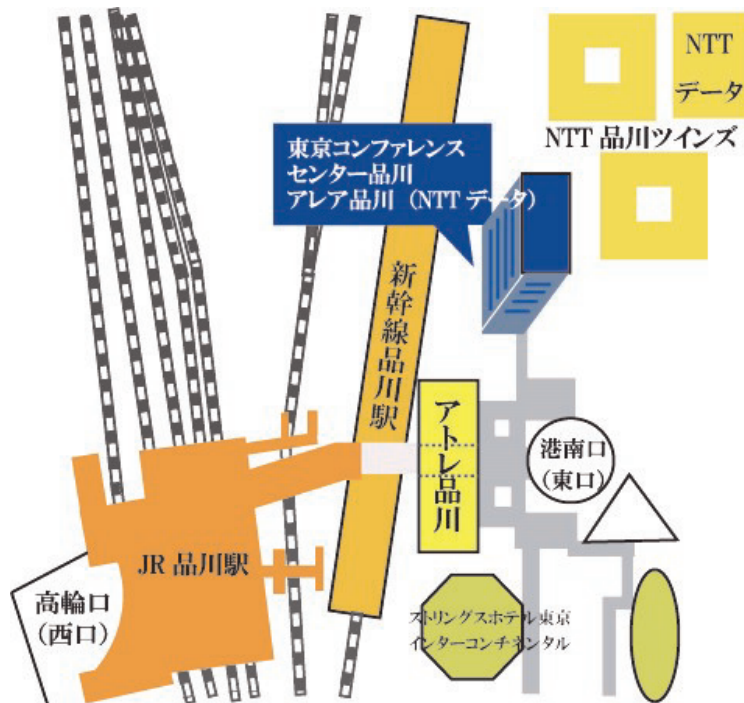 NTT
データ
NTT 品川ツインズ
東京コンファレンス
センター品川
アレア品川（NTT データ）
新幹線品川駅
アトレ品川
港南口
（東口）
JR 品川駅
高輪口
（西口）
ストリングスホテル東京
インターコンチネンタル